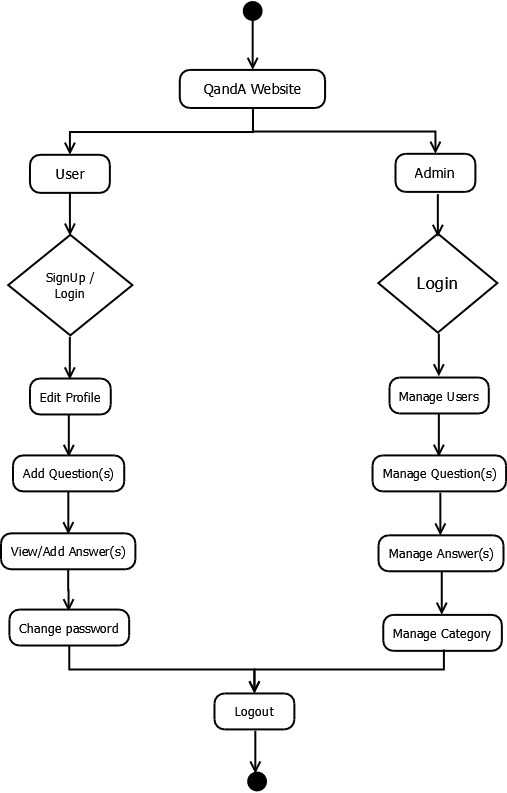 QandA Website
User
Admin
SignUp /
Login
Login
Edit Profile
Manage Users
Add Question(s)
Manage Question(s)
View/Add Answer(s)
Manage Answer(s)
Change password
Manage Category
Logout